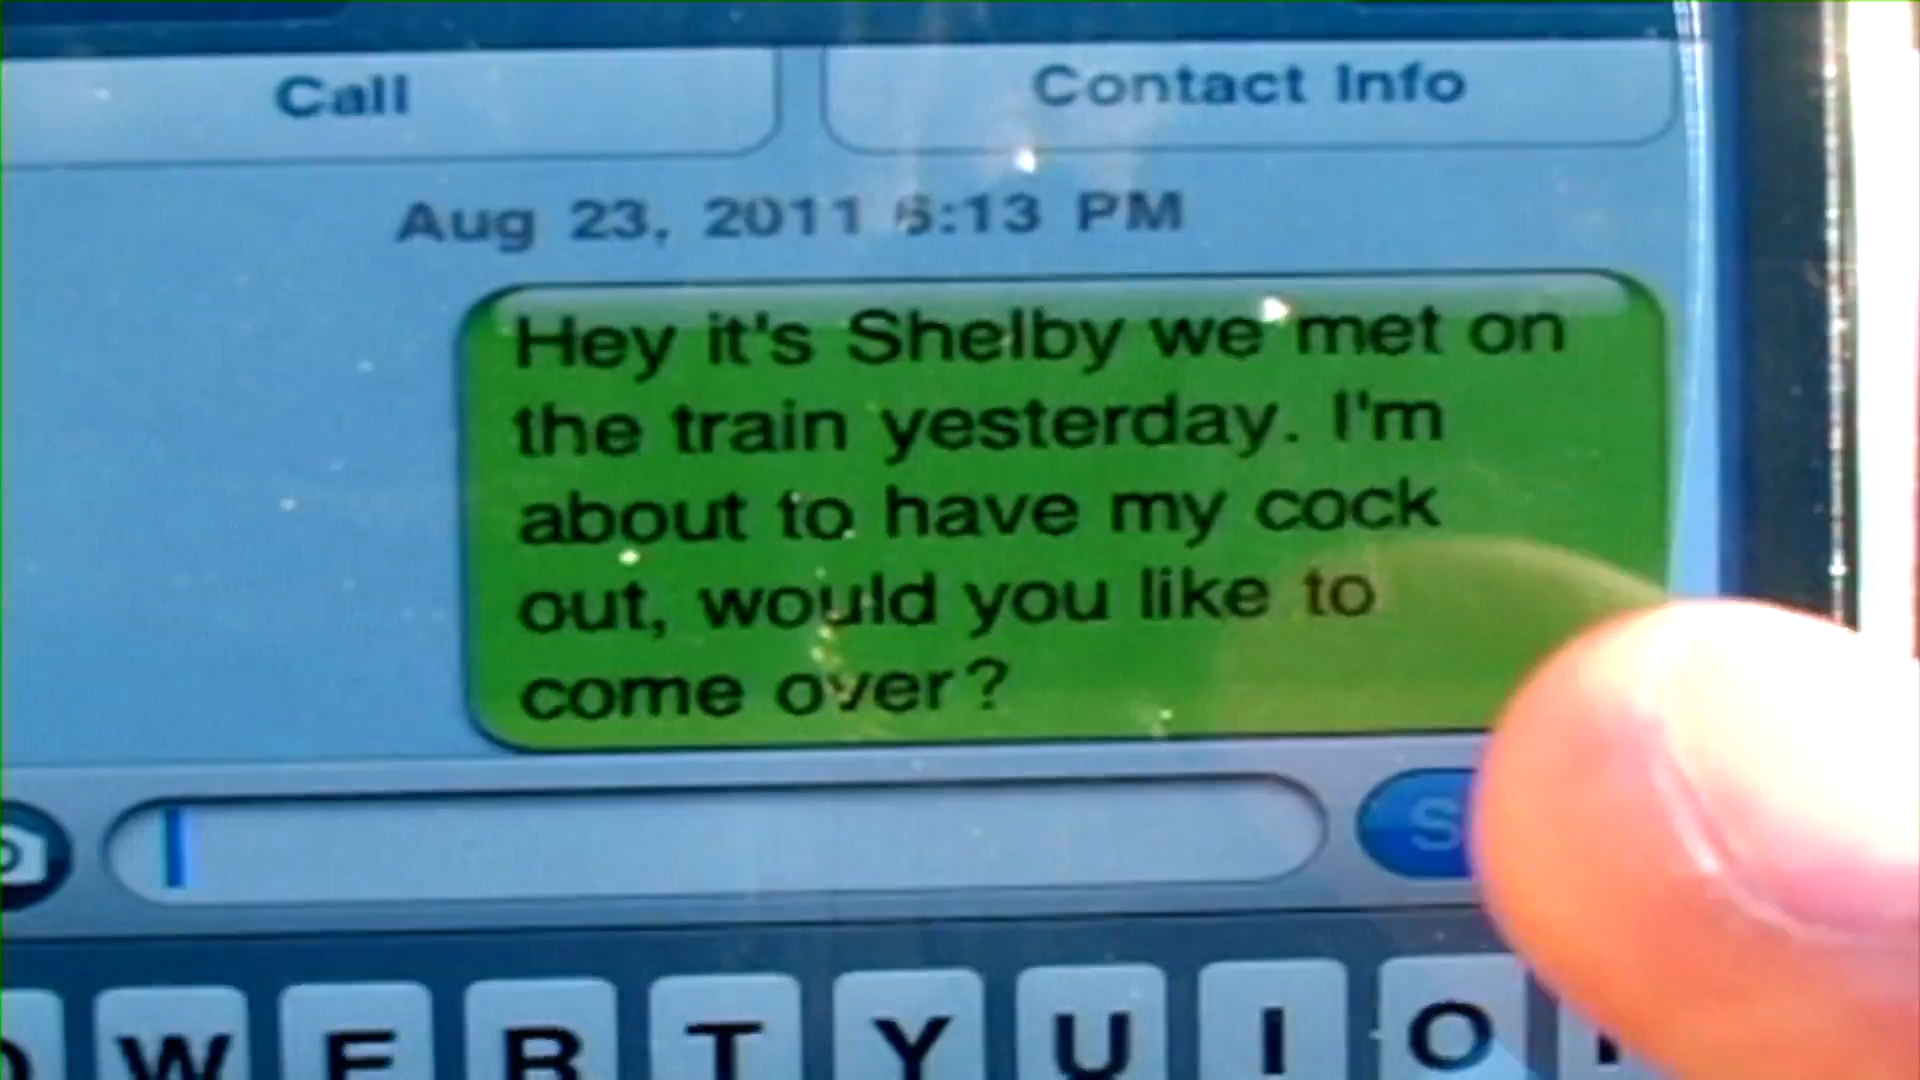 Call
Contact Info
Aug 23, 2011 6:13 PM
Hey it's Shelby we met on
the train yesterday. I'm
about to have my cock
out, would you like to
come over?
S
W E R T Y U I O